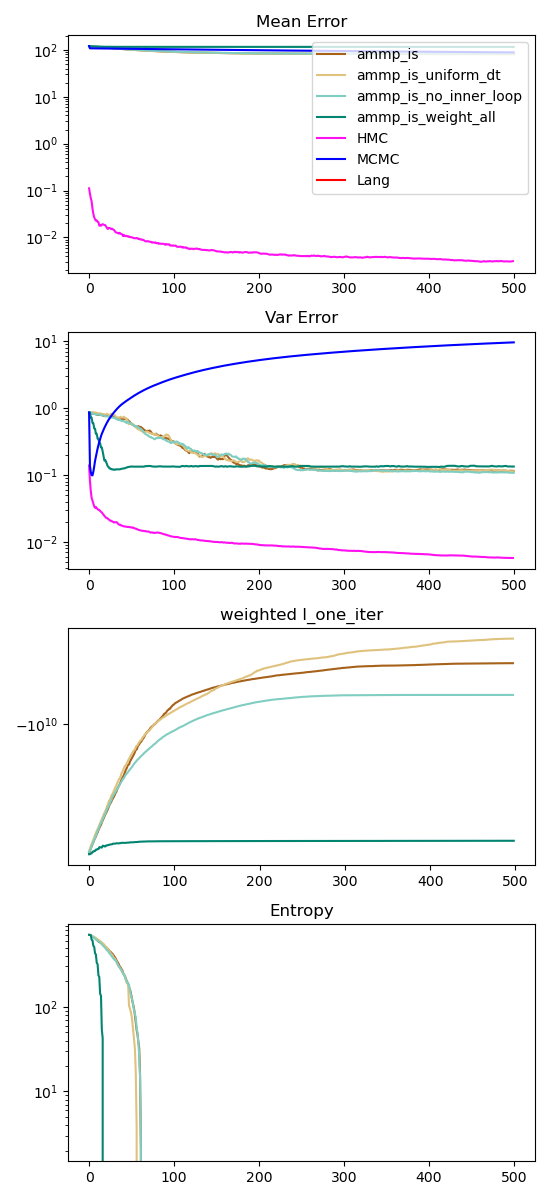 Mean Error
10²
10¹
10⁰
10⁻¹
10⁻²
ammp_is
ammp_is_uniform_dt
ammp_is_no_inner_loop
ammp_is_weight_all
HMC
MCMC
Lang
0 100 200 300 400 500
Var Error
10¹
10⁰
10⁻¹
10⁻²
0 100 200 300 400 500
weighted l_one_iter
−10¹⁰
0 100 200 300 400 500
Entropy
10²
10¹
0 100 200 300 400 500